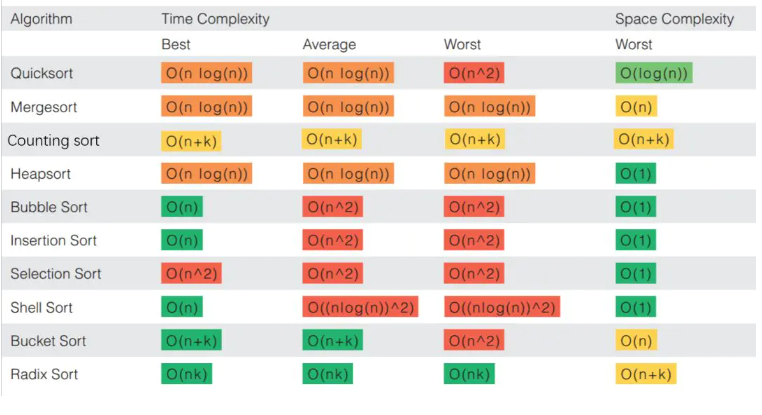 Algorithm Time Complexity Space Complexity
Best Average Worst Worst
Quicksort O(n log(n)) O(n log(n)) O(n^2) O(log(n))
Mergesort O(n log(n)) O(n log(n)) O(n log(n)) O(n)
Counting sort O(n+k) O(n+k) O(n+k) O(n+k)
Heapsort O(n log(n)) O(n log(n)) O(n log(n)) O(1)
Bubble Sort O(n) O(n^2) O(n^2) O(1)
Insertion Sort O(n) O(n^2) O(n^2) O(1)
Selection Sort O(n^2) O(n^2) O(n^2) O(1)
Shell Sort O(n) O((nlog(n))^2) O((nlog(n))^2) O(1)
Bucket Sort O(n+k) O(n+k) O(n^2) O(n)
Radix Sort O(nk) O(nk) O(nk) O(n+k)